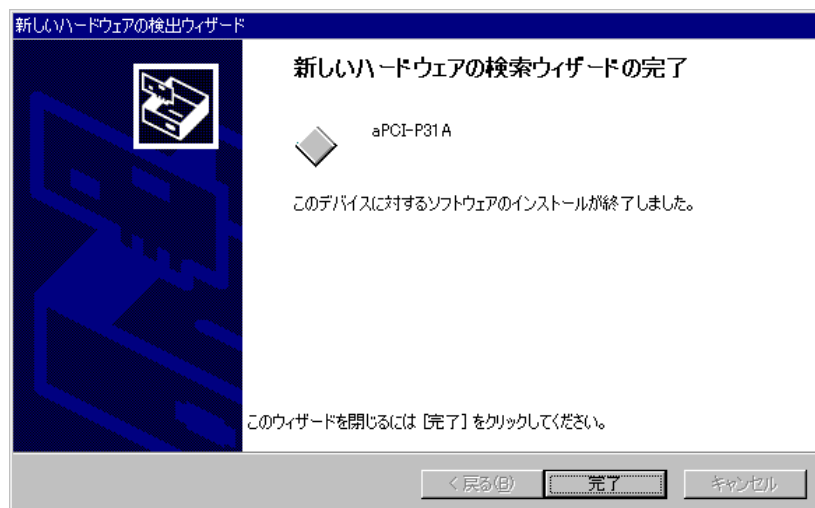 新しいハードウェアの検出ウィザード
新しいハードウェアの検索ウィザードの完了
aPCI-P31A
このデバイスに対するソフトウェアのインストールが終了しました。
このウィザードを閉じるには [完了] をクリックしてください。
< 戻る(B)
完了
キャンセル